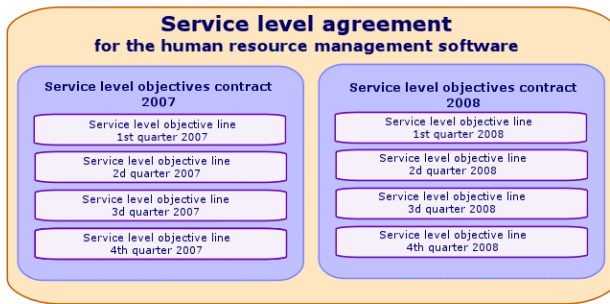 Service level agreement
for the human resource management software
Service level objectives contract
2007
Service level objective line
1st quarter 2007
Service level objective line
2d quarter 2007
Service level objective line
3d quarter 2007
Service level objective line
4th quarter 2007
Service level objectives contract
2008
Service level objective line
1st quarter 2008
Service level objective line
2d quarter 2008
Service level objective line
3d quarter 2008
Service level objective line
4th quarter 2008